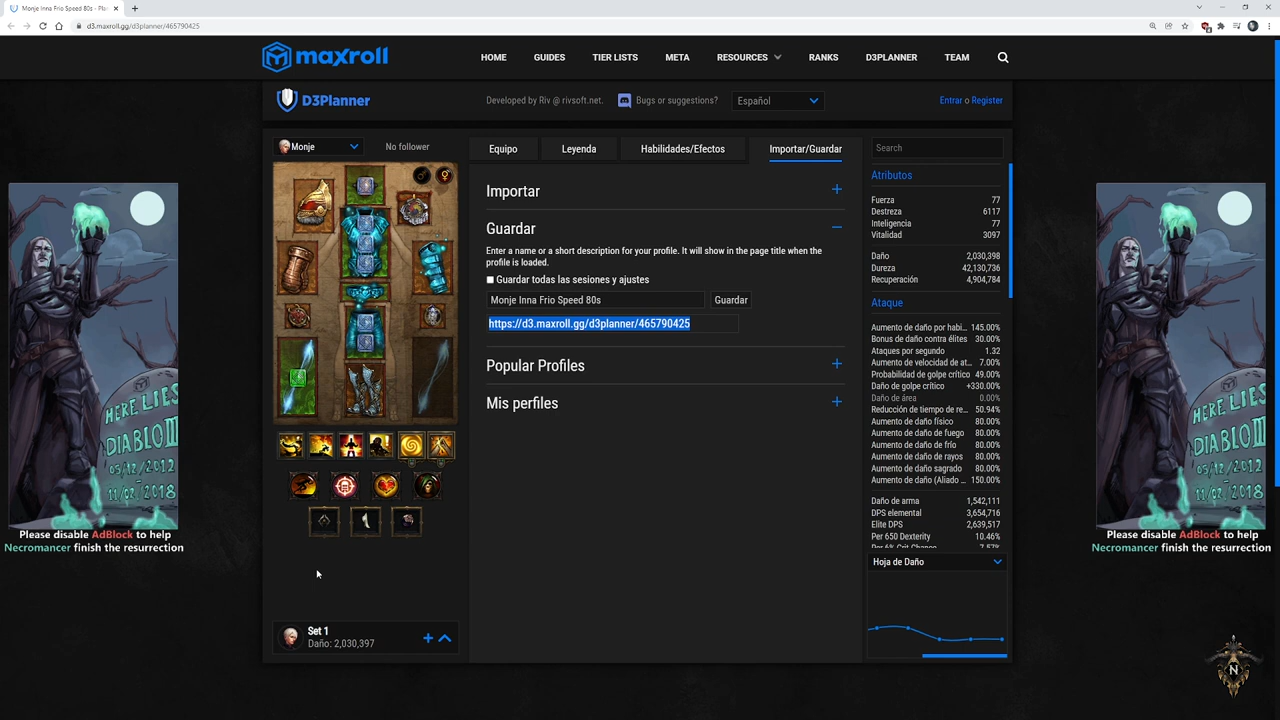 Monje Inna Frio Speed 80s - Plan
d3.maxroll.gg/d3planner/465790425
maxroll
HOME
GUIDES
TIER LISTS
META
RESOURCES
RANKS
D3PLANNER
TEAM
D3Planner
Developed by Riv @ rivsoft.net.
Bugs or suggestions?
Español
Entrar o Register
Monje
No follower
Equipo
Leyenda
Habilidades/Efectos
Importar/Guardar
Importar
Guardar
Enter a name or a short description for your profile. It will show in the page title when the
profile is loaded.
Guardar todas las sesiones y ajustes
Monje Inna Frio Speed 80s
Guardar
https://d3.maxroll.gg/d3planner/465790425
Popular Profiles
Mis perfiles
Set 1
Daño: 2,030,397
Search
Atributos
Fuerza 77
Destreza 6117
Inteligencia 77
Vitalidad 3097
Daño 2,030,398
Dureza 42,130,736
Recuperación 4,904,784
Ataque
Aumento de daño por habi... 145.00%
Bonus de daño contra élites 30.00%
Ataques por segundo 1.32
Aumento de velocidad de at... 7.00%
Probabilidad de golpe crítico 49.00%
Daño de golpe crítico +330.00%
Daño de área 0.00%
Reducción de tiempo de re... 50.94%
Aumento de daño físico 80.00%
Aumento de daño de fuego 80.00%
Aumento de daño de frío 80.00%
Aumento de daño de rayos 80.00%
Aumento de daño sagrado 80.00%
Aumento de daño (Aliado ... 150.00%
Daño de arma 1,542,111
DPS elemental 3,654,716
Elite DPS 2,639,517
Per 650 Dexterity 10.46%
Per 6% Crit Chance 7.57%
Hoja de Daño
HERE LIES
DIABLO III
05/12/2012
11/02-2018
Please disable AdBlock to help
Necromancer finish the resurrection
HERE LIES
DIABLO III
05/12/2012
11/02-2018
Please disable AdBlock to help
Necromancer finish the resurrection
N